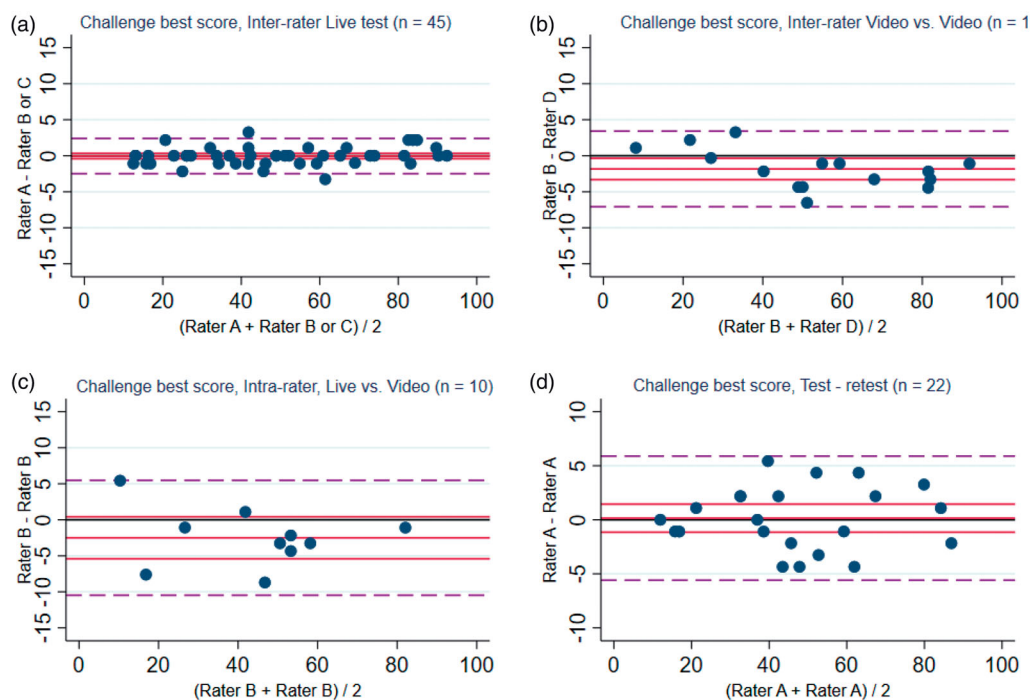 (a)
Challenge best score, Inter-rater Live test (n = 45)
Rater A - Rater B or C
15
10
5
0
-5
-10
-15
0 20 40 60 80 100
(Rater A + Rater B or C) / 2
(b)
Challenge best score, Inter-rater Video vs. Video (n = 1
Rater B - Rater D
15
10
5
0
-5
-10
-15
0 20 40 60 80 100
(Rater B + Rater D) / 2
(c)
Challenge best score, Intra-rater, Live vs. Video (n = 10)
Rater B - Rater B
15
10
5
0
-5
-10
-15
0 20 40 60 80 100
(Rater B + Rater B) / 2
(d)
Challenge best score, Test - retest (n = 22)
Rater A - Rater A
10
5
0
-5
-10
0 20 40 60 80 100
(Rater A + Rater A) / 2